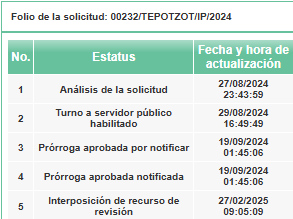 Folio de la solicitud: 00232/TEPOTZOT/IP/2024
No. Estatus Fecha y hora de
actualización
1 Análisis de la solicitud 27/08/2024
23:43:59
2 Turno a servidor público
habilitado 29/08/2024
16:49:49
3 Prórroga aprobada por notificar 19/09/2024
01:45:06
4 Prórroga aprobada notificada 19/09/2024
01:45:06
5 Interposición de recurso de
revisión 27/02/2025
09:05:09